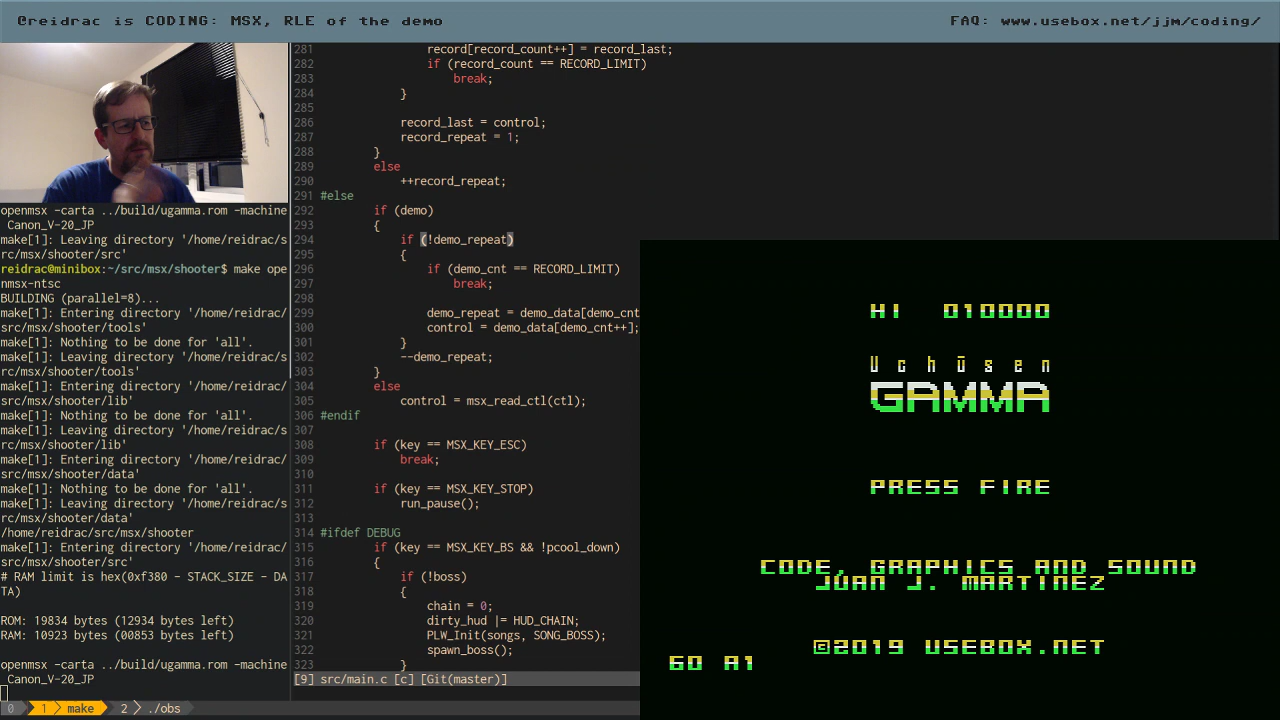 @reidrac is CODING: MSX, RLE of the demo
FAQ: www.usebox.net/jjm/coding/
openmsx -carta ../build/ugamma.rom -machine
 Canon_V-20_JP
make[1]: Leaving directory '/home/reidrac/s
rc/msx/shooter/src'
reidrac@minibox:~/src/msx/shooter$ make ope
nmsx-ntsc
BUILDING (parallel=8)...
make[1]: Entering directory '/home/reidrac/
src/msx/shooter/tools'
make[1]: Nothing to be done for 'all'.
make[1]: Leaving directory '/home/reidrac/s
rc/msx/shooter/tools'
make[1]: Entering directory '/home/reidrac/
src/msx/shooter/lib'
make[1]: Nothing to be done for 'all'.
make[1]: Leaving directory '/home/reidrac/s
rc/msx/shooter/lib'
make[1]: Entering directory '/home/reidrac/
src/msx/shooter/data'
make[1]: Nothing to be done for 'all'.
make[1]: Leaving directory '/home/reidrac/s
rc/msx/shooter/data'
/home/reidrac/src/msx/shooter
make[1]: Entering directory '/home/reidrac/
src/msx/shooter/src'
# RAM limit is hex(0xf380 - STACK_SIZE - DA
TA)
ROM: 19834 bytes (12934 bytes left)
RAM: 10923 bytes (00853 bytes left)
openmsx -carta ../build/ugamma.rom -machine
 Canon_V-20_JP
281 record[record_count++] = record_last;
282 if (record_count == RECORD_LIMIT)
283 break;
284 }
285
286 record_last = control;
287 record_repeat = 1;
288 }
289 else
290 ++record_repeat;
291 #else
292 if (demo)
293 {
294 if (!demo_repeat)
295 {
296 if (demo_cnt == RECORD_LIMIT)
297 break;
298
299 demo_repeat = demo_data[demo_cnt
300 control = demo_data[demo_cnt++];
301 }
302 --demo_repeat;
303 }
304 else
305 control = msx_read_ctl(ctl);
306 #endif
307
308 if (key == MSX_KEY_ESC)
309 break;
310
311 if (key == MSX_KEY_STOP)
312 run_pause();
313
314 #ifdef DEBUG
315 if (key == MSX_KEY_BS && !pcool_down)
316 {
317 if (!boss)
318 {
319 chain = 0;
320 dirty_hud |= HUD_CHAIN;
321 PLW_Init(songs, SONG_BOSS);
322 spawn_boss();
323 }
[9] src/main.c [c] [Git(master)]
HI 010000
Uchūsen
GAMMA
PRESS FIRE
CODE, GRAPHICS AND SOUND
JUAN J. MARTINEZ
©2019 USEBOX.NET
60 A1
0 1 make 2 ./obs